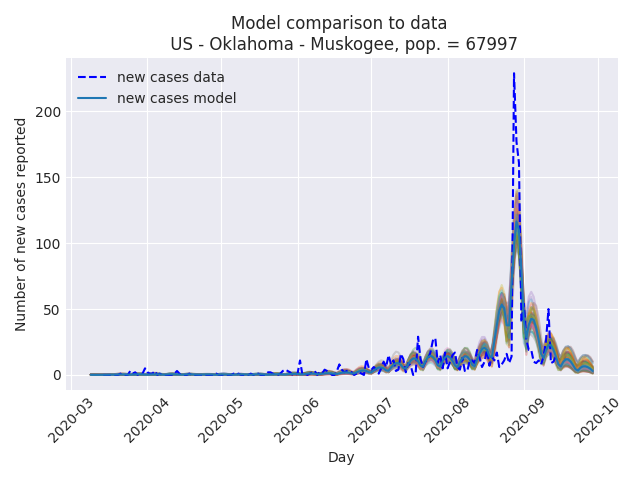 Model comparison to data
US - Oklahoma - Muskogee, pop. = 67997
new cases data
new cases model
Number of new cases reported
200
150
100
50
0
2020-03
2020-04
2020-05
2020-06
2020-07
2020-08
2020-09
2020-10
Day